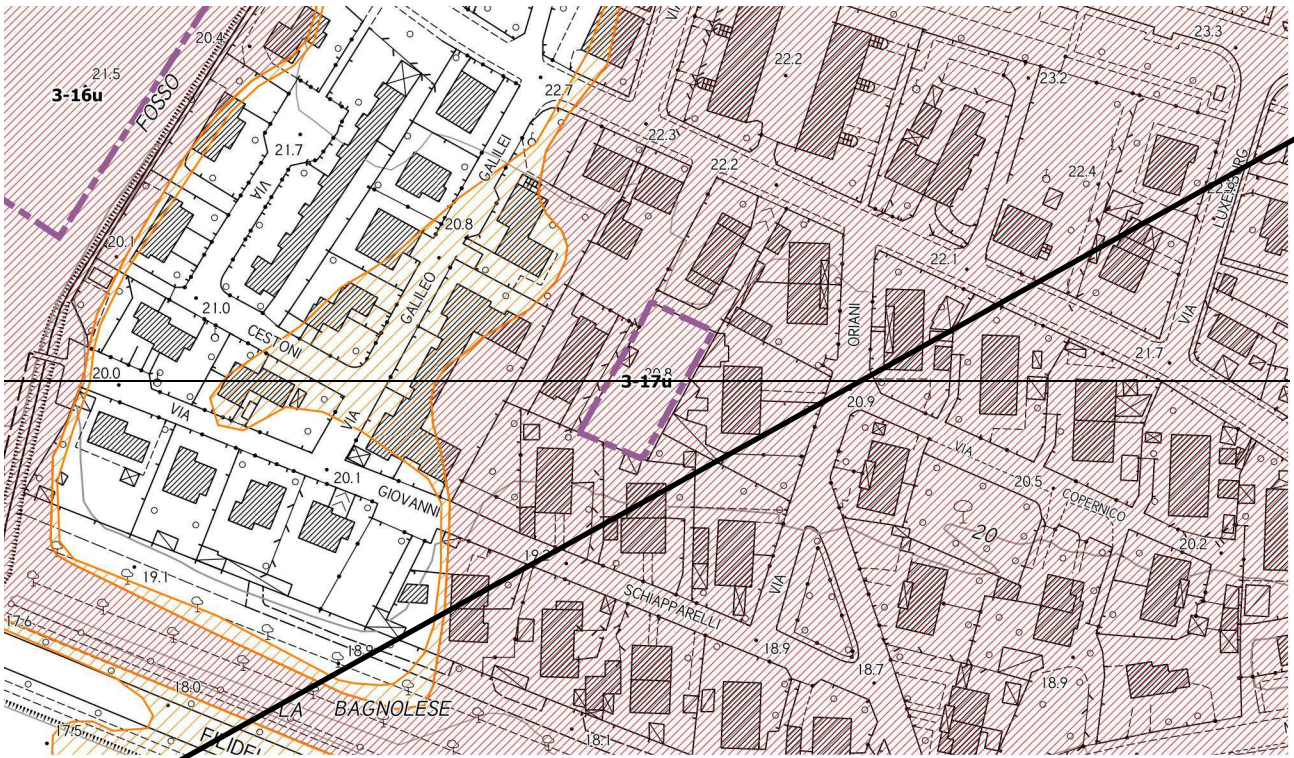 20.4
21.5
3-16u
FOSSO
22.7
22.3
22.2
22.2
23.3
23.2
22.4
21.7
VIA
GALILEI
20.8
20.1
21.0
CESTONI
GALILEO
22.1
LUXEMBURG
VIA
ORIANI
21.7
20.0
20.8
3-17u
20.9
VIA
VIA
VIA
20.1
GIOVANNI
20.5
COPERNICO
20
20.2
19.1
SCHIAPPARELLI
VIA
17.6
18.9
18.9
18.7
18.9
18.0
LA BAGNOLESE
17.5
FILIDEI
18.1